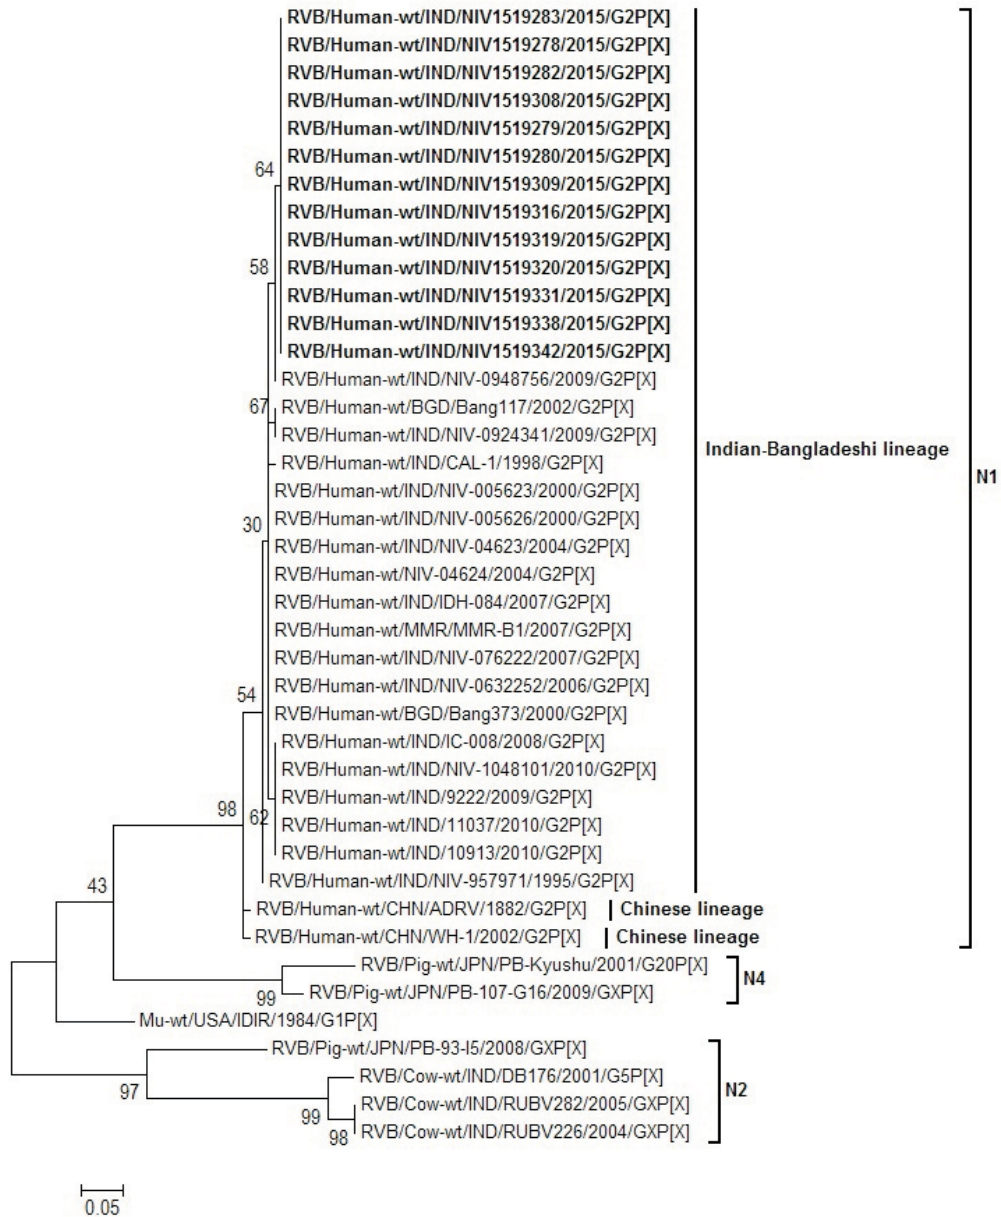 RVB/Human-wt/IND/NIV1519283/2015/G2P[X]
RVB/Human-wt/IND/NIV1519278/2015/G2P[X]
RVB/Human-wt/IND/NIV1519282/2015/G2P[X]
RVB/Human-wt/IND/NIV1519308/2015/G2P[X]
RVB/Human-wt/IND/NIV1519279/2015/G2P[X]
RVB/Human-wt/IND/NIV1519280/2015/G2P[X]
64
RVB/Human-wt/IND/NIV1519309/2015/G2P[X]
RVB/Human-wt/IND/NIV1519316/2015/G2P[X]
RVB/Human-wt/IND/NIV1519319/2015/G2P[X]
58
RVB/Human-wt/IND/NIV1519320/2015/G2P[X]
RVB/Human-wt/IND/NIV1519331/2015/G2P[X]
RVB/Human-wt/IND/NIV1519338/2015/G2P[X]
RVB/Human-wt/IND/NIV1519342/2015/G2P[X]
RVB/Human-wt/IND/NIV-0948756/2009/G2P[X]
67
RVB/Human-wt/BGD/Bang117/2002/G2P[X]
RVB/Human-wt/IND/NIV-0924341/2009/G2P[X]
Indian-Bangladeshi lineage
RVB/Human-wt/IND/CAL-1/1998/G2P[X]
N1
RVB/Human-wt/IND/NIV-005623/2000/G2P[X]
30
RVB/Human-wt/IND/NIV-005626/2000/G2P[X]
RVB/Human-wt/IND/NIV-04623/2004/G2P[X]
RVB/Human-wt/NIV-04624/2004/G2P[X]
RVB/Human-wt/IND/IDH-084/2007/G2P[X]
RVB/Human-wt/MMR/MMR-B1/2007/G2P[X]
RVB/Human-wt/IND/NIV-076222/2007/G2P[X]
54
RVB/Human-wt/IND/NIV-0632252/2006/G2P[X]
RVB/Human-wt/BGD/Bang373/2000/G2P[X]
RVB/Human-wt/IND/IC-008/2008/G2P[X]
RVB/Human-wt/IND/NIV-1048101/2010/G2P[X]
RVB/Human-wt/IND/9222/2009/G2P[X]
98
62
RVB/Human-wt/IND/11037/2010/G2P[X]
RVB/Human-wt/IND/10913/2010/G2P[X]
RVB/Human-wt/IND/NIV-957971/1995/G2P[X]
43
RVB/Human-wt/CHN/ADRV/1882/G2P[X]
Chinese lineage
RVB/Human-wt/CHN/WH-1/2002/G2P[X]
Chinese lineage
RVB/Pig-wt/JPN/PB-Kyushu/2001/G20P[X]
N4
RVB/Pig-wt/JPN/PB-107-G16/2009/GXP[X]
99
Mu-wt/USA/IDIR/1984/G1P[X]
RVB/Pig-wt/JPN/PB-93-I5/2008/GXP[X]
RVB/Cow-wt/IND/DB176/2001/G5P[X]
N2
97
RVB/Cow-wt/IND/RUBV282/2005/GXP[X]
99
RVB/Cow-wt/IND/RUBV226/2004/GXP[X]
98
0.05